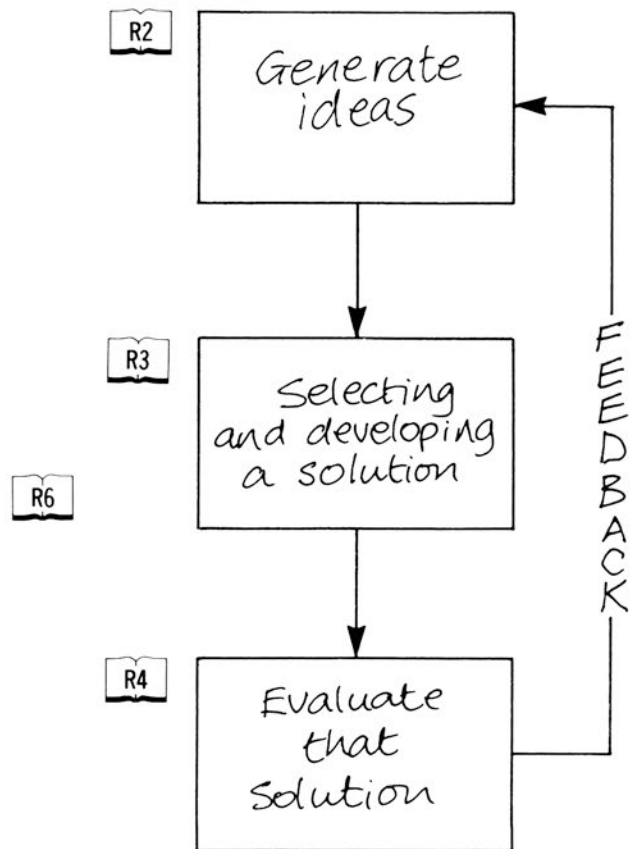 R2
Generate
ideas
R3
Selecting
and developing
a solution
R6
FEEDBACK
R4
Evaluate
that
solution